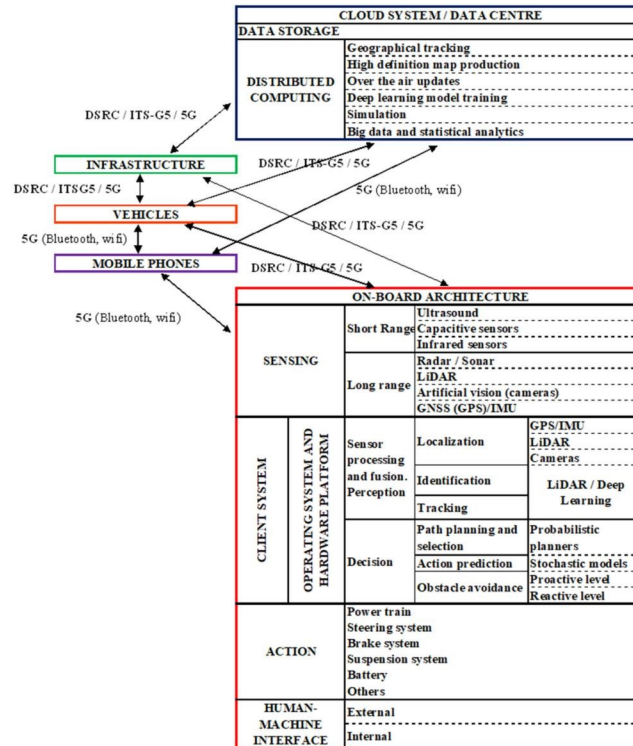 CLOUD SYSTEM / DATA CENTRE
DATA STORAGE
DISTRIBUTED
COMPUTING
Geographical tracking
High definition map production
Over the air updates
Deep learning model training
Simulation
Big data and statistical analytics
DSRC / ITS-G5 / 5G
INFRASTRUCTURE
DSRC / ITS-G5 / 5G
DSRC / ITSG5 / 5G
5G (Bluetooth, wifi)
VEHICLES
DSRC / ITS-G5 / 5G
5G (Bluetooth, wifi)
MOBILE PHONES
DSRC / ITS-G5 / 5G
5G (Bluetooth, wifi)
ON-BOARD ARCHITECTURE
SENSING
Short Range
Ultrasound
Capacitive sensors
Infrared sensors
Long range
Radar / Sonar
LiDAR
Artificial vision (cameras)
GNSS (GPS)/IMU
CLIENT SYSTEM
OPERATING SYSTEM AND
HARDWARE PLATFORM
Sensor
processing
and fusion.
Perception
Localization
GPS/IMU
LiDAR
Cameras
Identification
Tracking
LiDAR / Deep
Learning
Decision
Path planning and
selection
Probabilistic
planners
Action prediction
Stochastic models
Obstacle avoidance
Proactive level
Reactive level
ACTION
Power train
Steering system
Brake system
Suspension system
Battery
Others
HUMAN-
MACHINE
INTERFACE
External
Internal